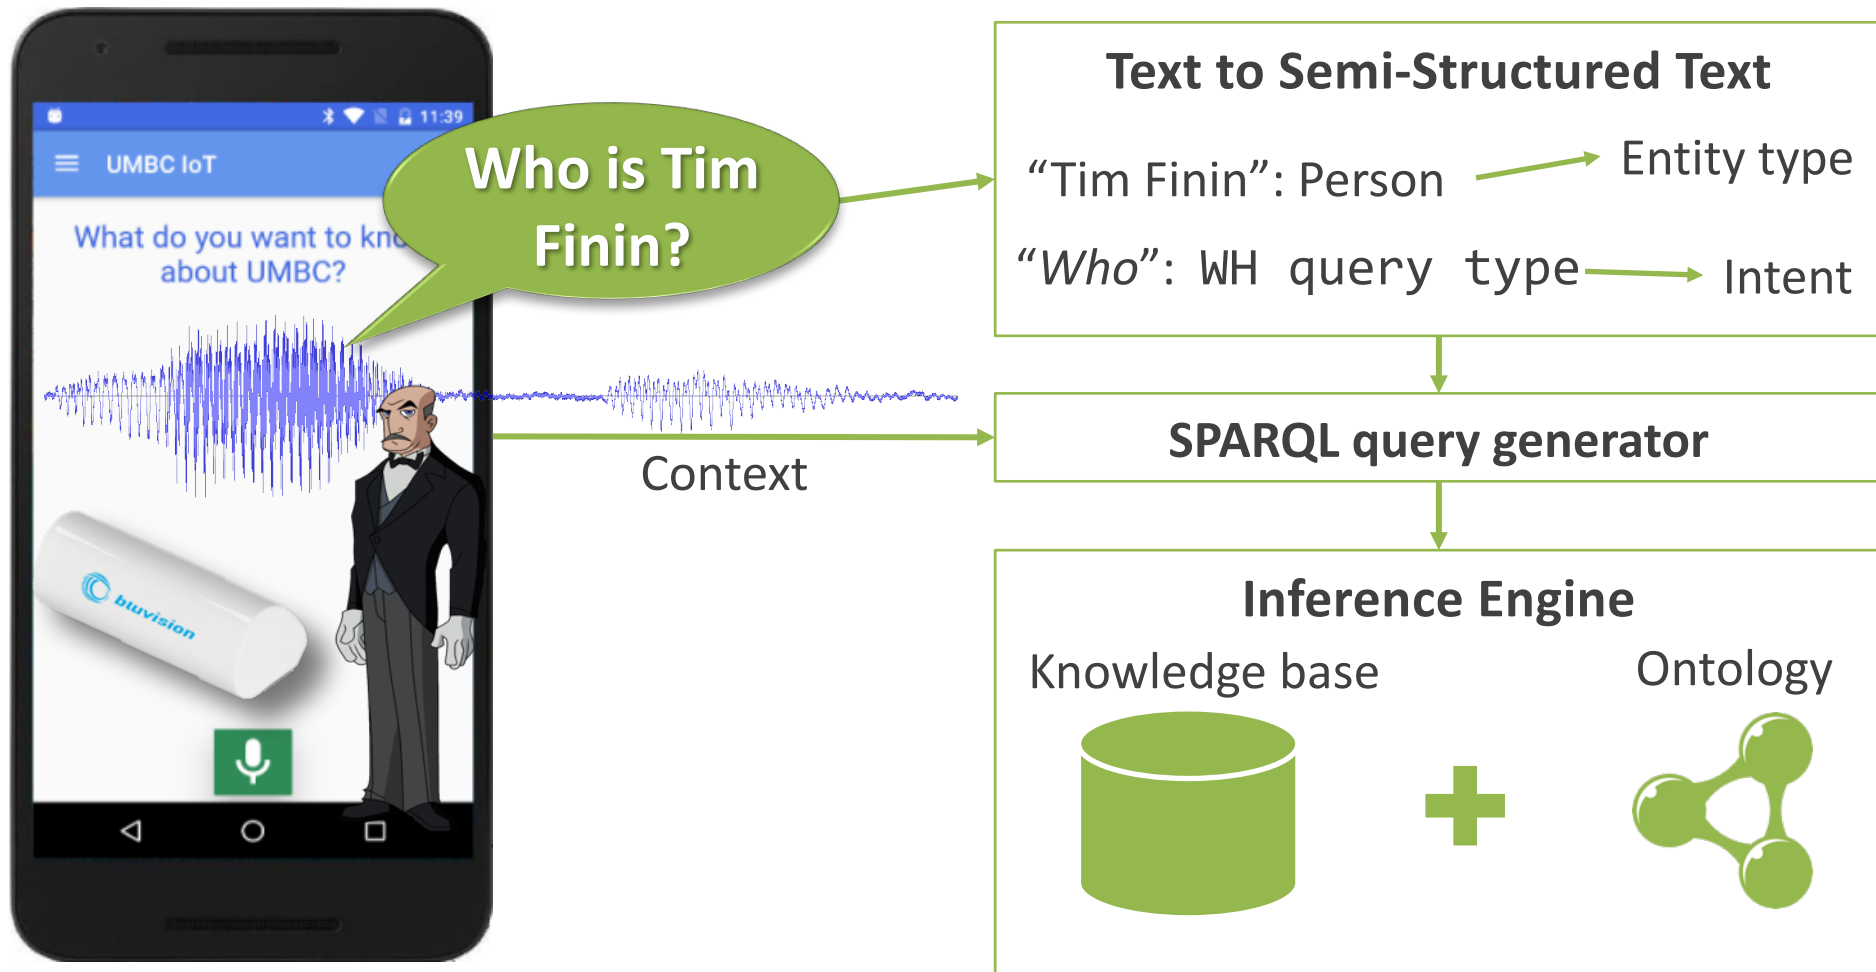 11:39
UMBC IoT
What do you want to kno
about UMBC?
Who is Tim
Finin?
bluvision
Context
Text to Semi-Structured Text
“Tim Finin”: Person
Entity type
“Who”: WH query type
Intent
SPARQL query generator
Inference Engine
Knowledge base
Ontology